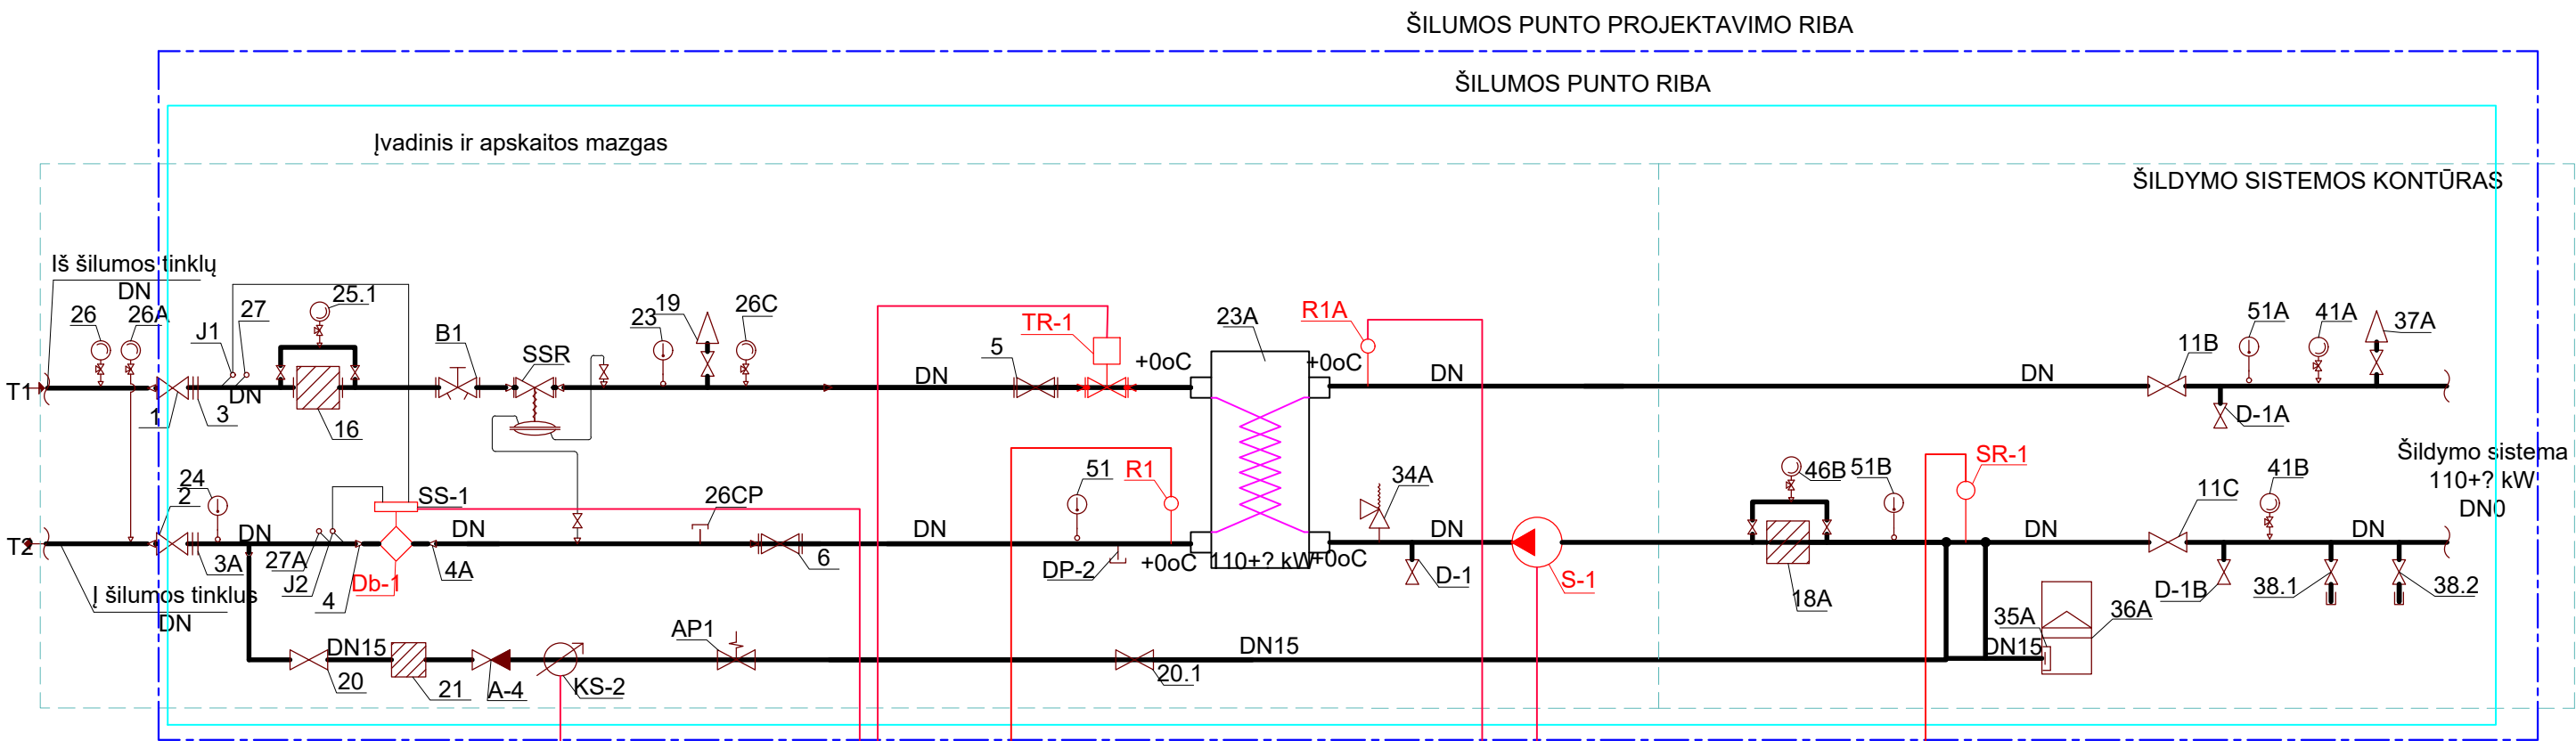 ŠILUMOS PUNTO PROJEKTAVIMO RIBA
ŠILUMOS PUNTO RIBA
Įvadinis ir apskaitos mazgas
ŠILDYMO SISTEMOS KONTŪRAS
Iš šilumos tinklų
DN
26
26A
J1
27
25.1
B1
SSR
23
19
26C
5
TR-1
+0oC
23A
+0oC
R1A
11B
51A
41A
37A
T1
1
3
DN
16
DN
DN
DN
D-1A
Šildymo sistema
110+? kW
DN0
24
2
SS-1
26CP
51
R1
34A
46B
51B
SR-1
11C
41B
T2
DN
DN
DN
DN
DN
DN
3A
27A
J2
4
Db-1
4A
6
DP-2
+0oC
110+? kW
+0oC
D-1
S-1
18A
D-1B
38.1
38.2
Į šilumos tinklus
DN
DN15
AP1
DN15
35A
36A
DN15
20
21
A-4
KS-2
20.1